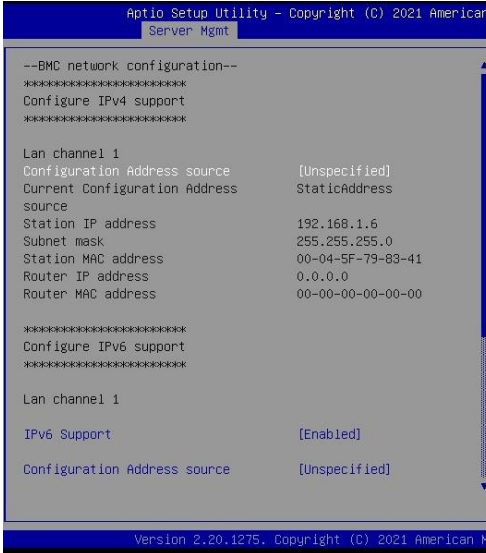 Aptio Setup Utility – Copyright (C) 2021 American
Server Mgmt
--BMC network configuration--
***********************
Configure IPv4 support
***********************
Lan channel 1
Configuration Address source [Unspecified]
Current Configuration Address StaticAddress
source
Station IP address 192.168.1.6
Subnet mask 255.255.255.0
Station MAC address 00-04-5F-79-83-41
Router IP address 0.0.0.0
Router MAC address 00-00-00-00-00-00
***********************
Configure IPv6 support
***********************
Lan channel 1
IPv6 Support [Enabled]
Configuration Address source [Unspecified]
Version 2.20.1275. Copyright (C) 2021 American M